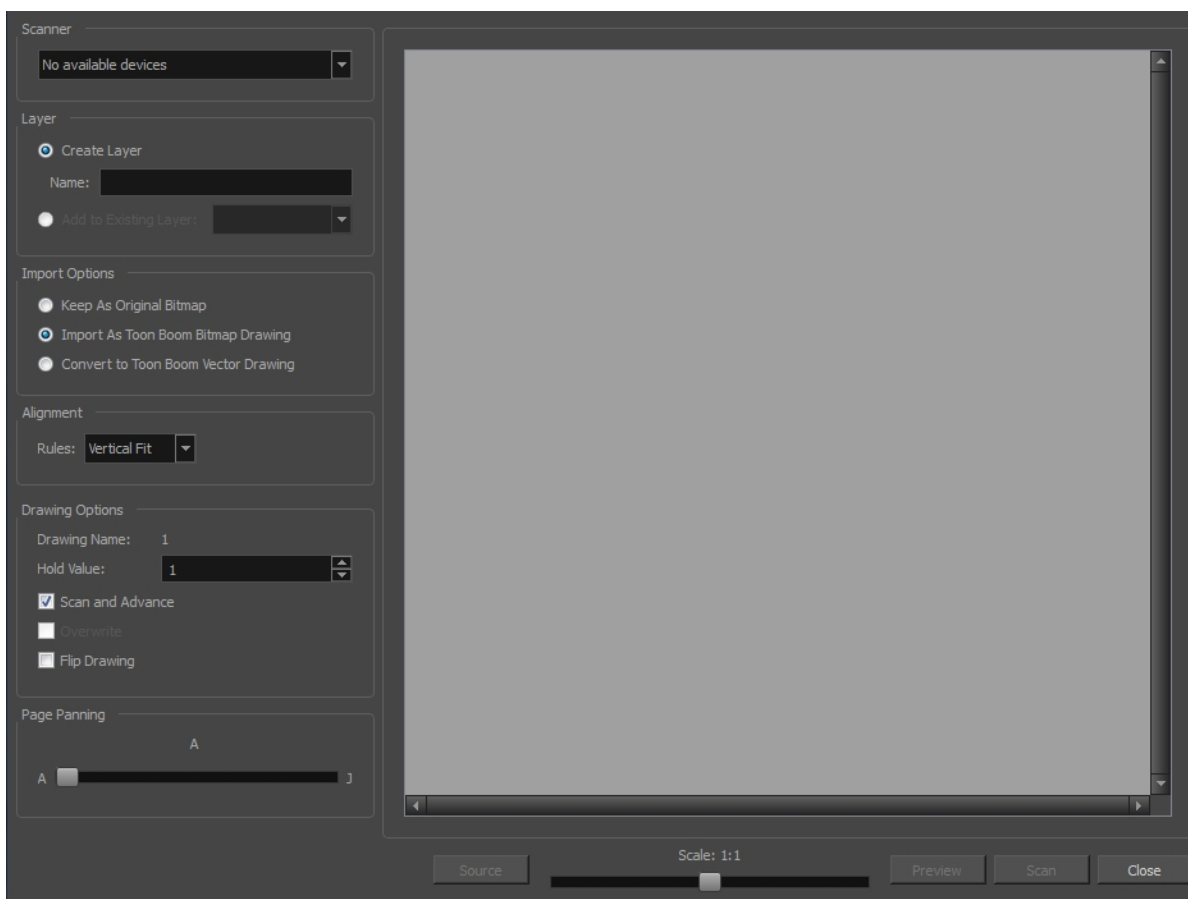 Scanner
No available devices
Layer
Create Layer
Name:
Add to Existing Layer:
Import Options
Keep As Original Bitmap
Import As Toon Boom Bitmap Drawing
Convert to Toon Boom Vector Drawing
Alignment
Rules: Vertical Fit
Drawing Options
Drawing Name: 1
Hold Value: 1
Scan and Advance
Overwrite
Flip Drawing
Page Panning
A
A J
Scale: 1:1
Source Preview Scan Close